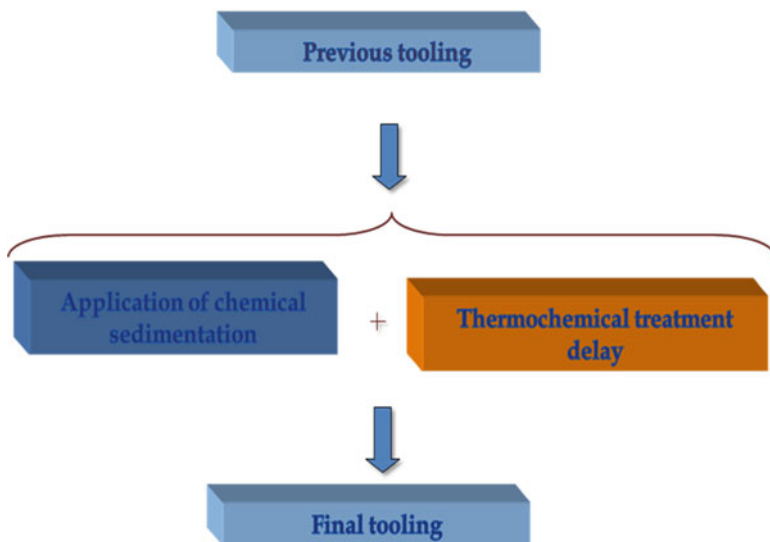 Previous tooling
Application of chemical
sedimentation
+
Thermochemical treatment
delay
Final tooling